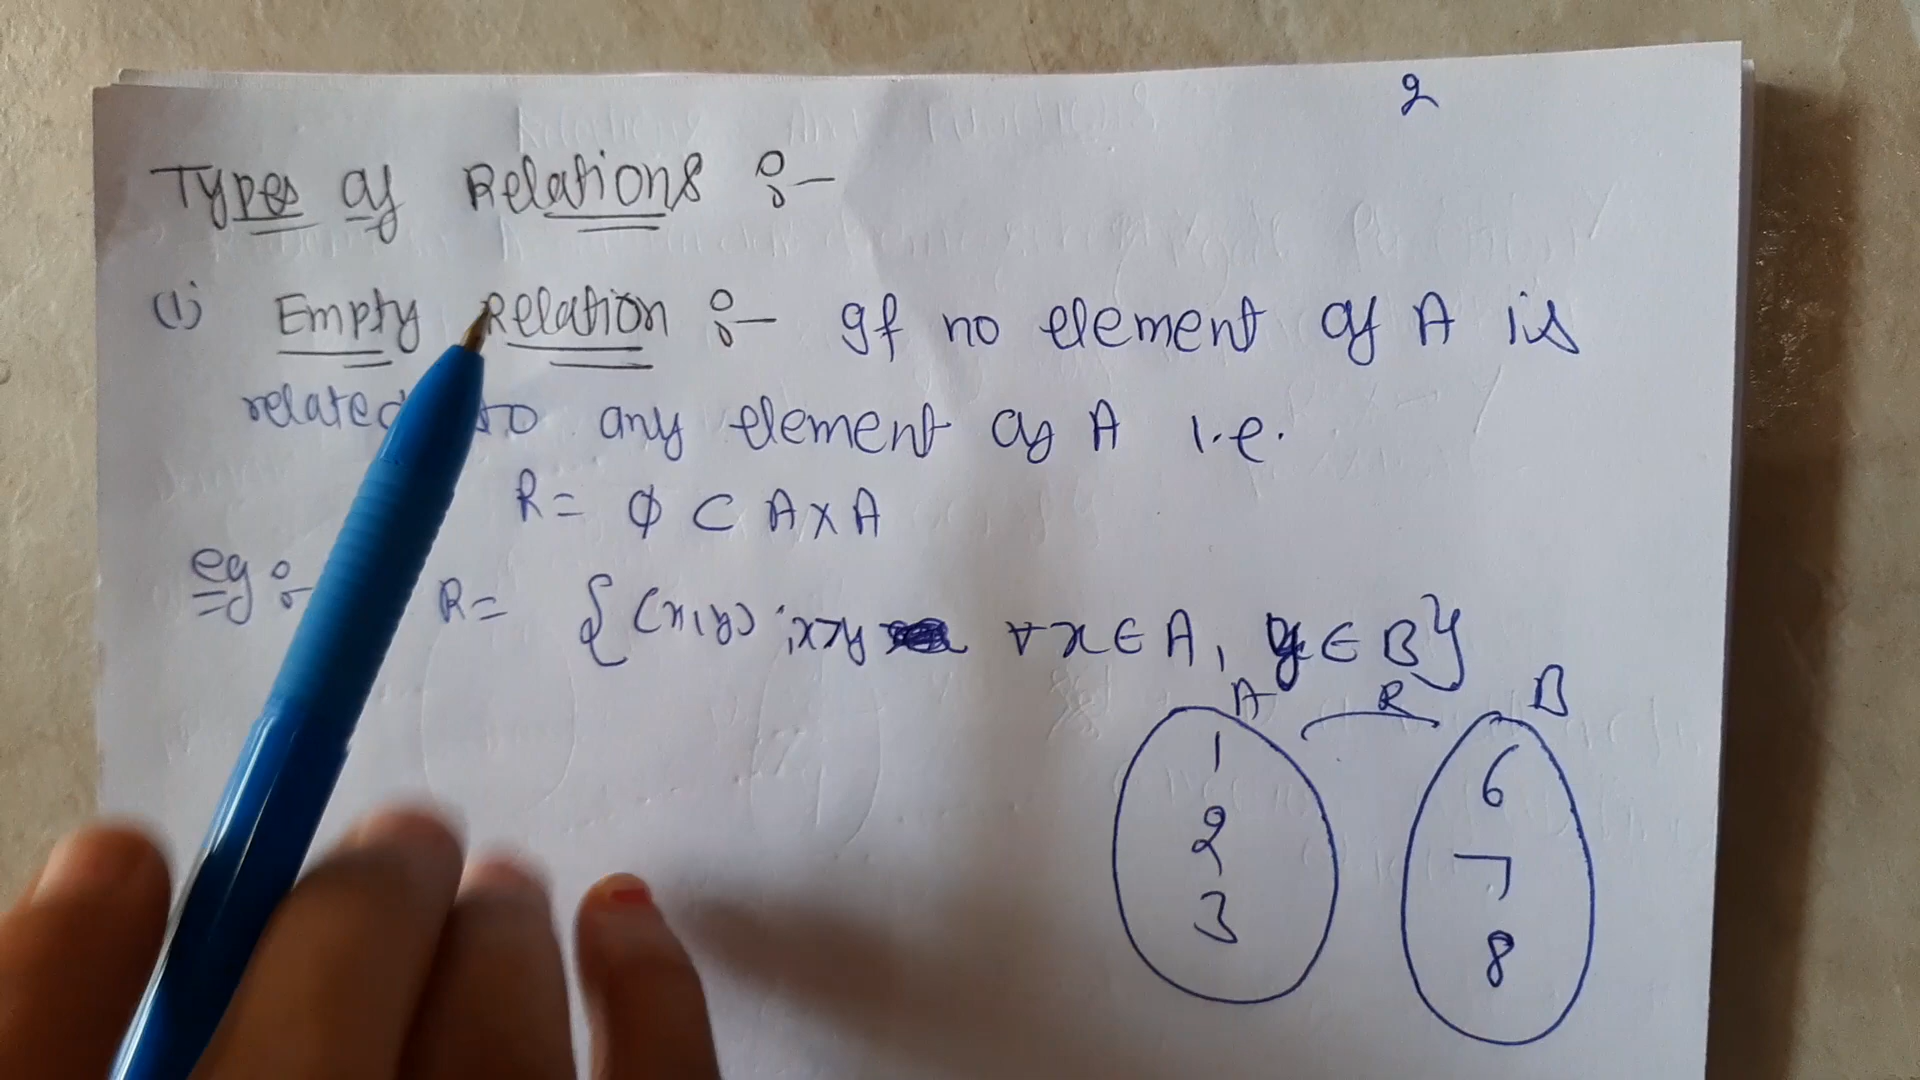 2
Types of Relations :-
(1) Empty Relation :- If no element of A is
related to any element of A i.e.
R = ϕ ⊂ A×A
eg :- R = {(x,y) ; x>y ∀ x ∈ A, y ∈ B}
A R B
1 6
2 7
3 8